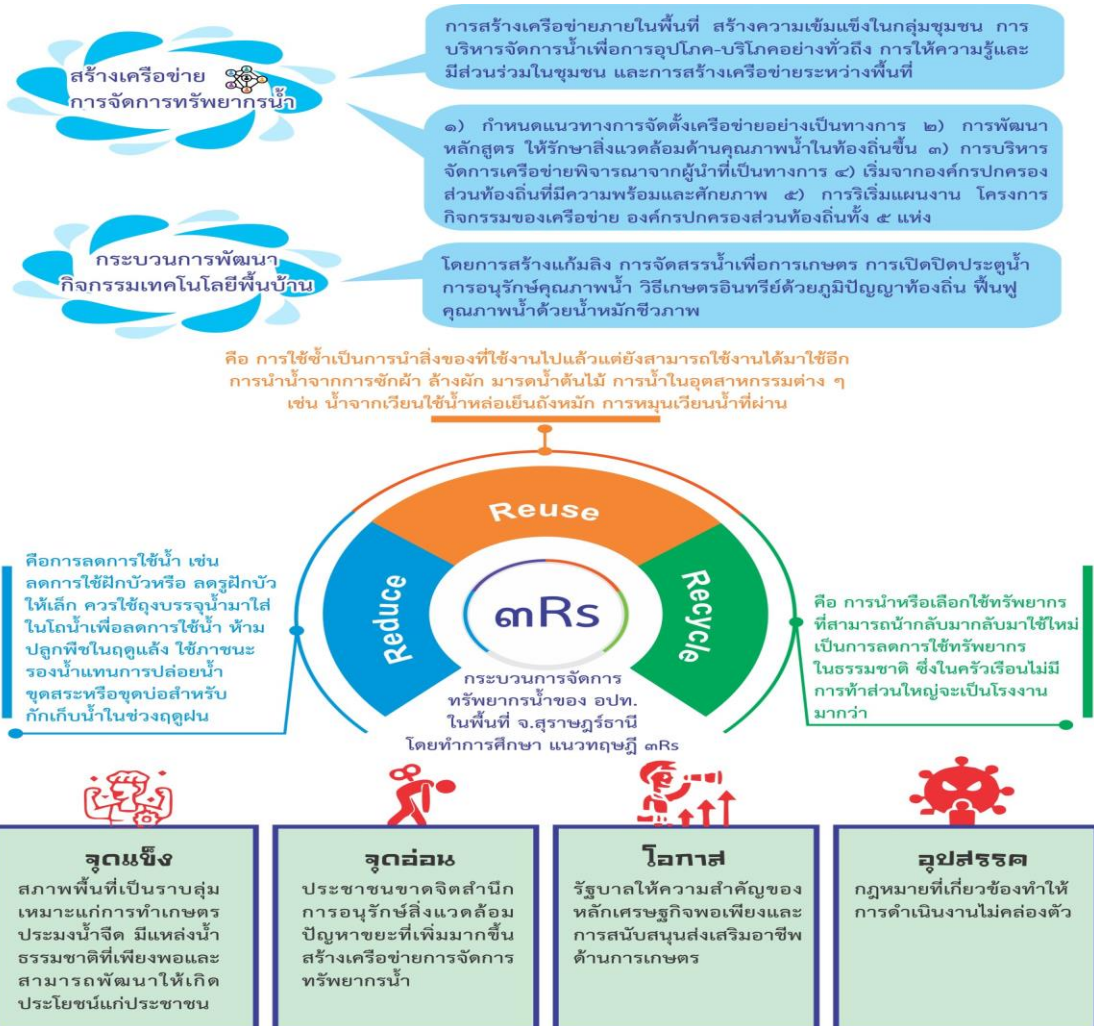 สร้างเครือข่าย
การจัดการทรัพยากรน้ำ
การสร้างเครือข่ายภายในพื้นที่ สร้างความเข้มแข็งในกลุ่มชุมชน การ
บริหารจัดการน้ำเพื่อการอุปโภค-บริโภคอย่างทั่วถึง การให้ความรู้และ
มีส่วนร่วมในชุมชน และการสร้างเครือข่ายระหว่างพื้นที่
๑) กำหนดแนวทางการจัดตั้งเครือข่ายอย่างเป็นทางการ ๒) การพัฒนา
หลักสูตร ให้รักษาสิ่งแวดล้อมด้านคุณภาพน้ำในท้องถิ่นขึ้น ๓) การบริหาร
จัดการเครือข่ายพิจารณาจากผู้นำที่เป็นทางการ ๔) เริ่มจากองค์กรปกครอง
ส่วนท้องถิ่นที่มีความพร้อมและศักยภาพ ๕) การริเริ่มแผนงาน โครงการ
กิจกรรมของเครือข่าย องค์กรปกครองส่วนท้องถิ่นทั้ง ๕ แห่ง
กระบวนการพัฒนา
กิจกรรมเทคโนโลยีพื้นบ้าน
โดยการสร้างแก้มลิง การจัดสรรน้ำเพื่อการเกษตร การเปิดปิดประตูน้ำ
การอนุรักษ์คุณภาพน้ำ วิธีเกษตรอินทรีย์ด้วยภูมิปัญญาท้องถิ่น ฟื้นฟู
คุณภาพน้ำด้วยน้ำหมักชีวภาพ
คือ การใช้ซ้ำเป็นการนำสิ่งของที่ใช้งานไปแล้วแต่ยังสามารถใช้งานได้มาใช้อีก
การนำน้ำจากการซักผ้า ล้างผัก มารดน้ำต้นไม้ การน้ำในอุตสาหกรรมต่าง ๆ
เช่น น้ำจากเวียนใช้น้ำหล่อเย็นถังหมัก การหมุนเวียนน้ำที่ผ่าน
Reuse
Reduce
Recycle
๓Rs
คือการลดการใช้น้ำ เช่น
ลดการใช้ฝักบัวหรือ ลดรูฝักบัว
ให้เล็ก ควรใช้ถุงบรรจุน้ำมาใส่
ในโถน้ำเพื่อลดการใช้น้ำ ห้าม
ปลูกพืชในฤดูแล้ง ใช้ภาชนะ
รองน้ำแทนการปล่อยน้ำ
ขุดสระหรือขุดบ่อสำหรับ
กักเก็บน้ำในช่วงฤดูฝน
คือ การนำหรือเลือกใช้ทรัพยากร
ที่สามารถน้ากลับมากลับมาใช้ใหม่
เป็นการลดการใช้ทรัพยากร
ในธรรมชาติ ซึ่งในครัวเรือนไม่มี
การท้าส่วนใหญ่จะเป็นโรงงาน
มากว่า
กระบวนการจัดการ
ทรัพยากรน้ำของ อปท.
ในพื้นที่ จ.สุราษฎร์ธานี
โดยทำการศึกษา แนวทฤษฎี ๓Rs
จุดแข็ง
สภาพพื้นที่เป็นราบลุ่ม
เหมาะแก่การทำเกษตร
ประมงน้ำจืด มีแหล่งน้ำ
ธรรมชาติที่เพียงพอและ
สามารถพัฒนาให้เกิด
ประโยชน์แก่ประชาชน
จุดอ่อน
ประชาชนขาดจิตสำนึก
การอนุรักษ์สิ่งแวดล้อม
ปัญหาขยะที่เพิ่มมากขึ้น
สร้างเครือข่ายการจัดการ
ทรัพยากรน้ำ
โอกาส
รัฐบาลให้ความสำคัญของ
หลักเศรษฐกิจพอเพียงและ
การสนับสนุนส่งเสริมอาชีพ
ด้านการเกษตร
อุปสรรค
กฎหมายที่เกี่ยวข้องทำให้
การดำเนินงานไม่คล่องตัว